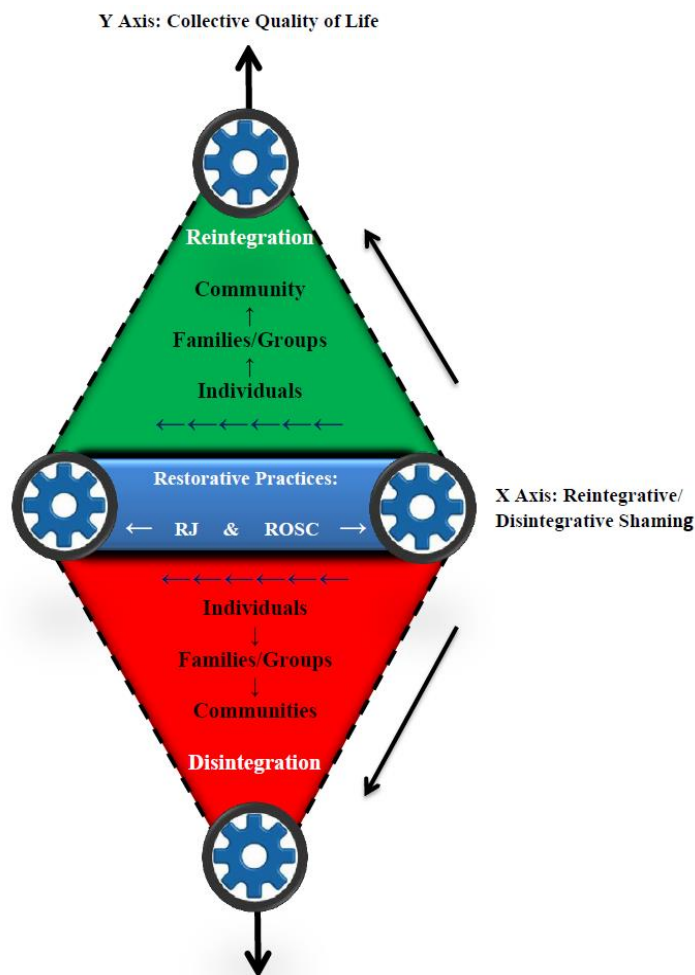 Y Axis: Collective Quality of Life
Reintegration
Community
↑
Families/Groups
↑
Individuals
←←←←←←
Restorative Practices:
← RJ & ROSC →
X Axis: Reintegrative/
Disintegrative Shaming
←←←←←←
Individuals
↓
Families/Groups
↓
Communities
Disintegration